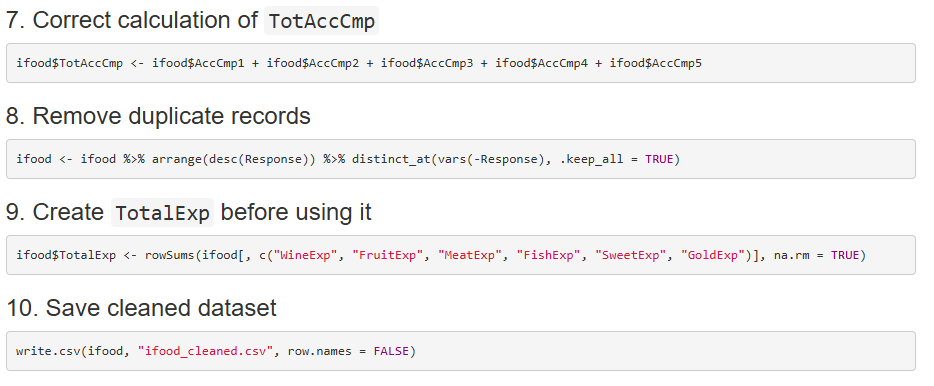 7. Correct calculation of TotAccCmp
ifood$TotAccCmp <- ifood$AccCmp1 + ifood$AccCmp2 + ifood$AccCmp3 + ifood$AccCmp4 + ifood$AccCmp5
8. Remove duplicate records
ifood <- ifood %>% arrange(desc(Response)) %>% distinct_at(vars(-Response), .keep_all = TRUE)
9. Create TotalExp before using it
ifood$TotalExp <- rowSums(ifood[, c("WineExp", "FruitExp", "MeatExp", "FishExp", "SweetExp", "GoldExp")], na.rm = TRUE)
10. Save cleaned dataset
write.csv(ifood, "ifood_cleaned.csv", row.names = FALSE)